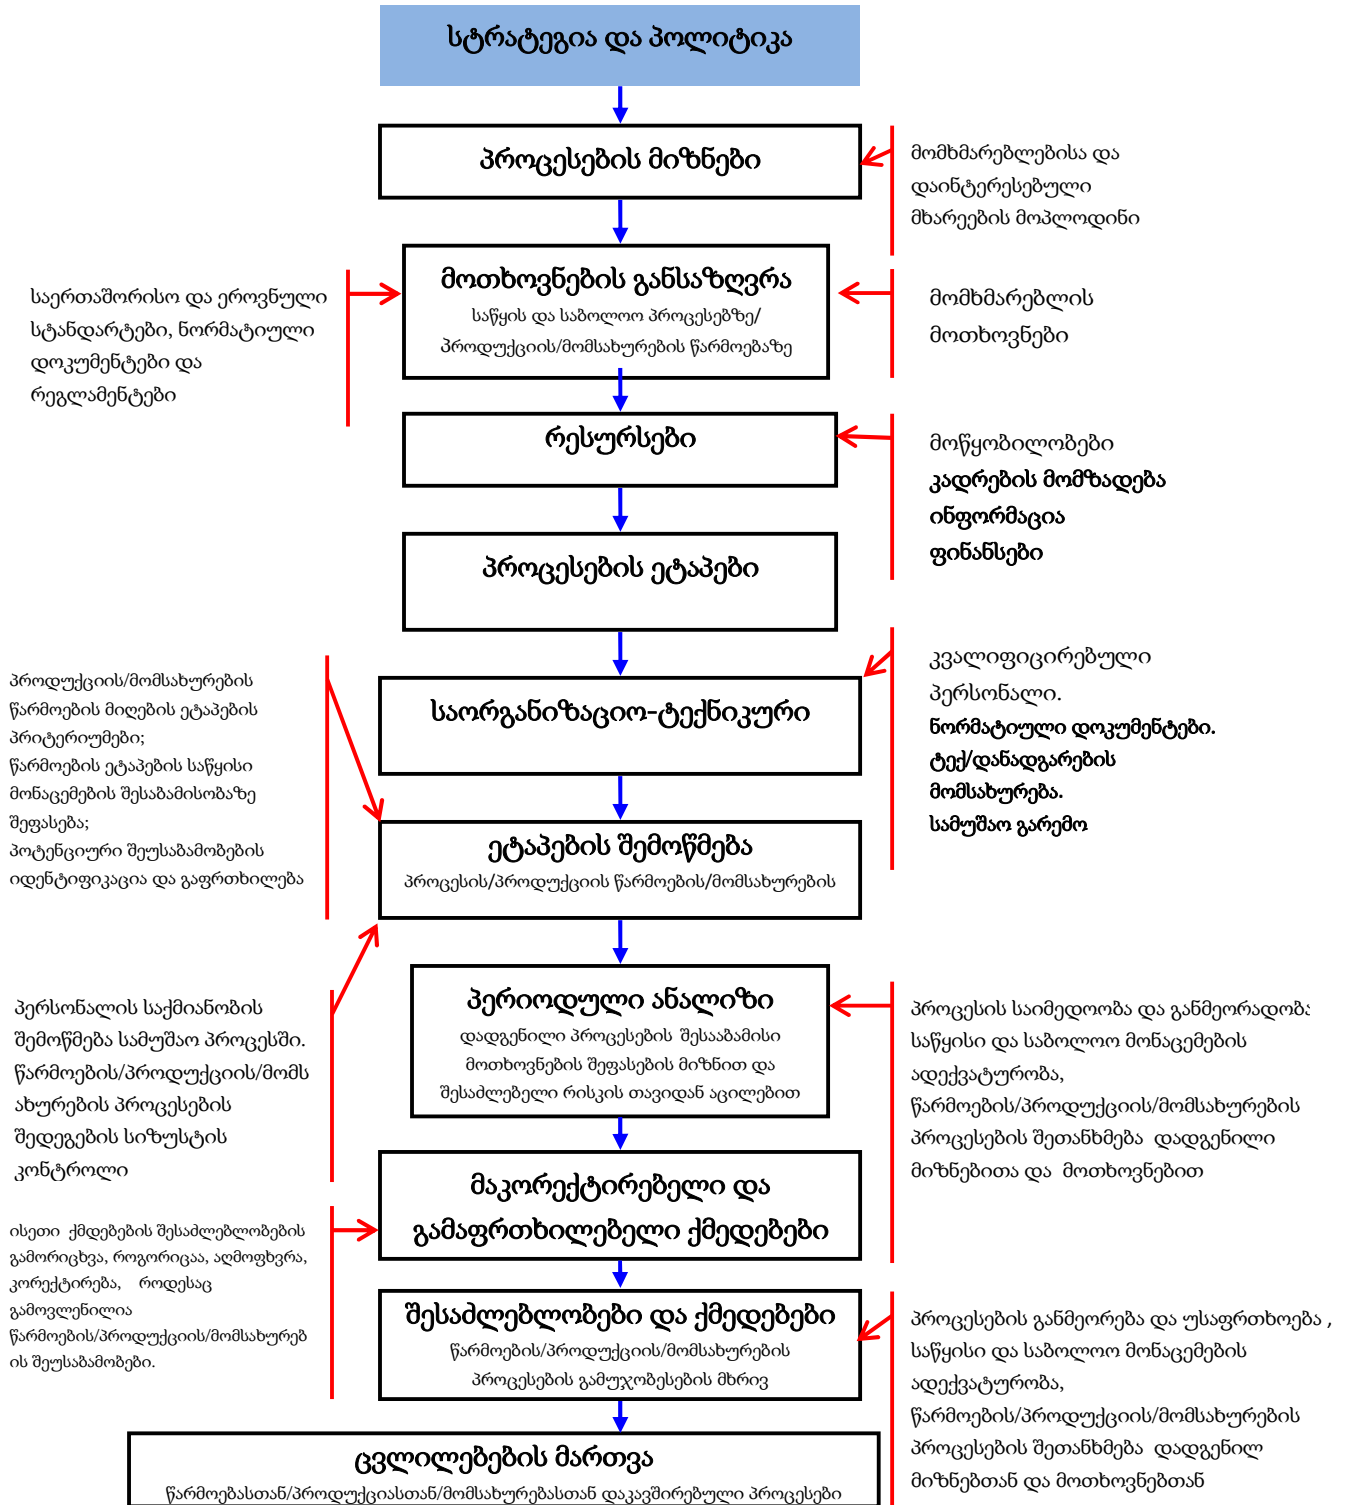 სტრატეგია და პოლიტიკა
პროცესების მიზნები
მომხმარებლებისა და
დაინტერესებული
მხარეების მოპლოდინი
მოთხოვნების განსაზღვრა
საწყის და საბოლოო პროცესებზე/
პროდუქციის/მომსახურების წარმოებაზე
საერთაშორისო და ეროვნული
სტანდარტები, ნორმატიული
დოკუმენტები და
რეგლამენტები
მომხმარებლის
მოთხოვნები
რესურსები
მოწყობილობები
კადრების მომზადება
ინფორმაცია
ფინანსები
პროცესების ეტაპები
საორგანიზაციო-ტექნიკური
კვალიფიცირებული
პერსონალი.
ნორმატიული დოკუმენტები.
ტექ/დანადგარების
მომსახურება.
სამუშაო გარემო
პროდუქციის/მომსახურების
წარმოების მიღების ეტაპების
პრიტერიუმები;
წარმოების ეტაპების საწყისი
მონაცემების შესაბამისობაზე
შეფასება;
პოტენციური შეუსაბამობების
იდენტიფიკაცია და გაფრთხილება
ეტაპების შემოწმება
პროცესის/პროდუქციის წარმოების/მომსახურების
პერსონალის საქმიანობის
შემოწმება სამუშაო პროცესში.
წარმოების/პროდუქციის/მომს
ახურების პროცესების
შედეგების სიზუსტის
კონტროლი
პერიოდული ანალიზი
დადგენილი პროცესების შესააბამისი
მოთხოვნების შეფასების მიზნით და
შესაძლებელი რისკის თავიდან აცილებით
პროცესის საიმედოობა და განმეორადობა
საწყისი და საბოლოო მონაცემების
ადექვატურობა,
წარმოების/პროდუქციის/მომსახურების
პროცესების შეთანხმება დადგენილი
მიზნებითა და მოთხოვნებით
მაკორექტირებელი და
გამაფრთხილებელი ქმედებები
ისეთი ქმდებების შესაძლებლობების
გამორიცხვა, როგორიცაა, აღმოფხვრა,
კორექტირება, როდესაც
გამოვლენილია
წარმოების/პროდუქციის/მომსახურებ
ის შეუსაბამობები.
შესაძლებლობები და ქმედებები
წარმოების/პროდუქციის/მომსახურების
პროცესების გამუჯობესების მხრივ
პროცესების განმეორება და უსაფრთხოება ,
საწყისი და საბოლოო მონაცემების
ადექვატურობა,
წარმოების/პროდუქციის/მომსახურების
პროცესების შეთანხმება დადგენილ
მიზნებთან და მოთხოვნებთან
ცვლილებების მართვა
წარმოებასთან/პროდუქციასთან/მომსახურებასთან დაკავშირებული პროცესები